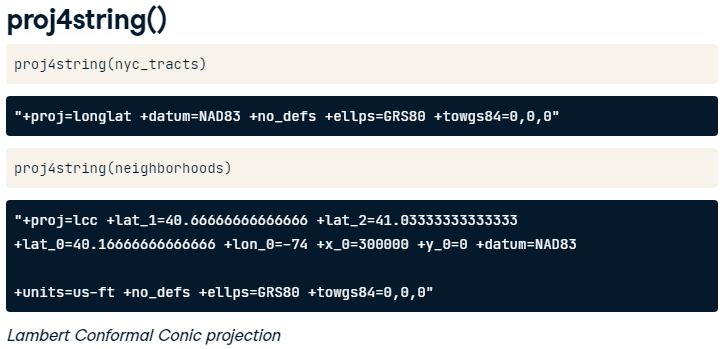 proj4string()
proj4string(nyc_tracts)
"+proj=longlat +datum=NAD83 +no_defs +ellps=GRS80 +towgs84=0,0,0"
proj4string(neighborhoods)
"+proj=lcc +lat_1=40.66666666666666 +lat_2=41.03333333333333
+lat_0=40.16666666666666 +lon_0=-74 +x_0=300000 +y_0=0 +datum=NAD83
+units=us-ft +no_defs +ellps=GRS80 +towgs84=0,0,0"
Lambert Conformal Conic projection